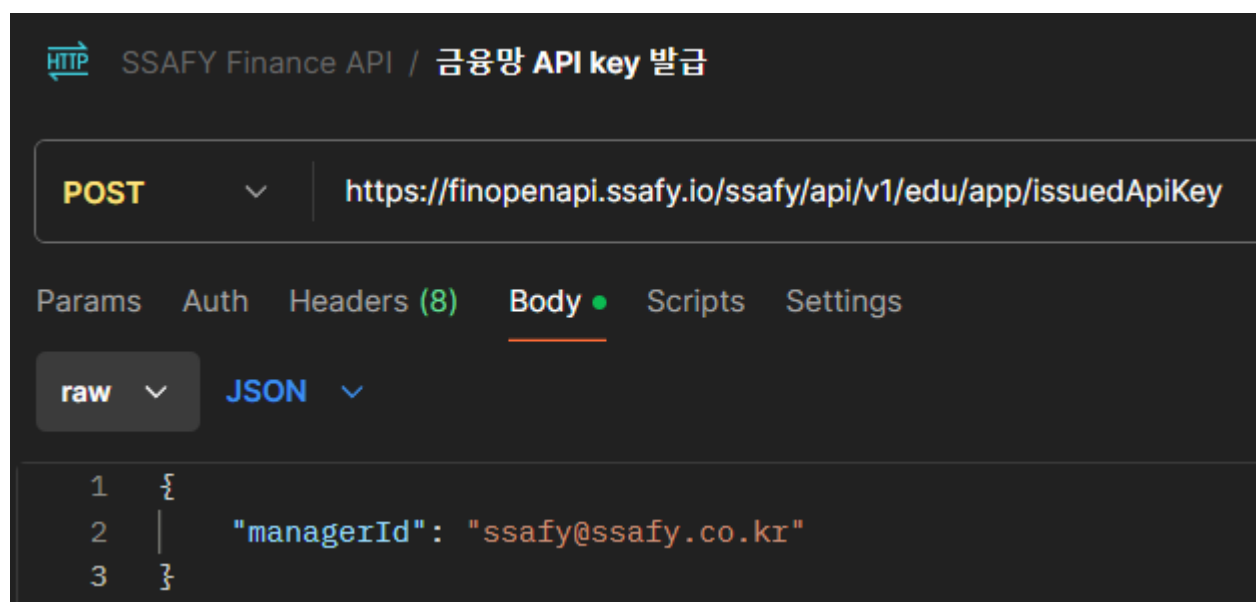 HTTP SSAFY Finance API / 금융망 API key 발급
POST https://finopenapi.ssafy.io/ssafy/api/v1/edu/app/issuedApiKey
Params Auth Headers (8) Body Scripts Settings
raw JSON
1 {
2 "managerId": "ssafy@ssafy.co.kr"
3 }